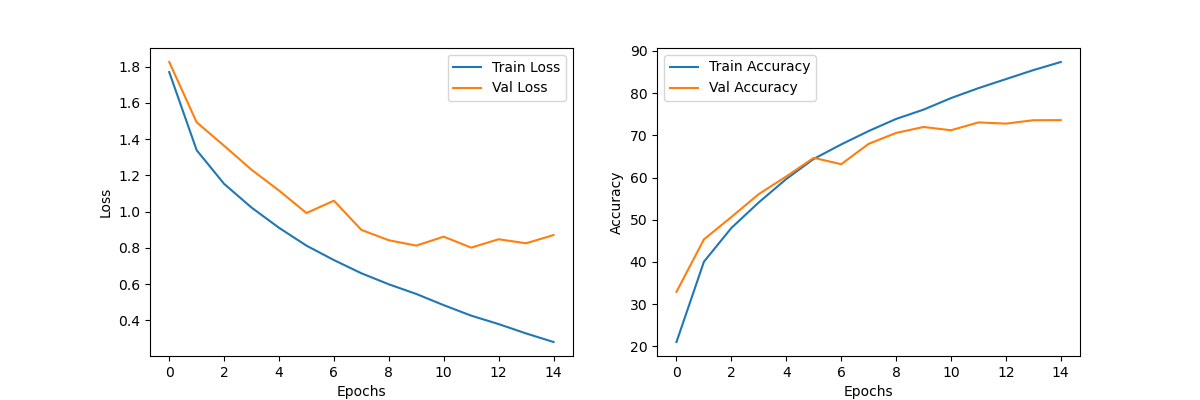 Train Loss
Val Loss
1.8
1.6
1.4
1.2
1.0
0.8
0.6
0.4
Loss
0 2 4 6 8 10 12 14
Epochs
Train Accuracy
Val Accuracy
90
80
70
60
50
40
30
20
Accuracy
0 2 4 6 8 10 12 14
Epochs